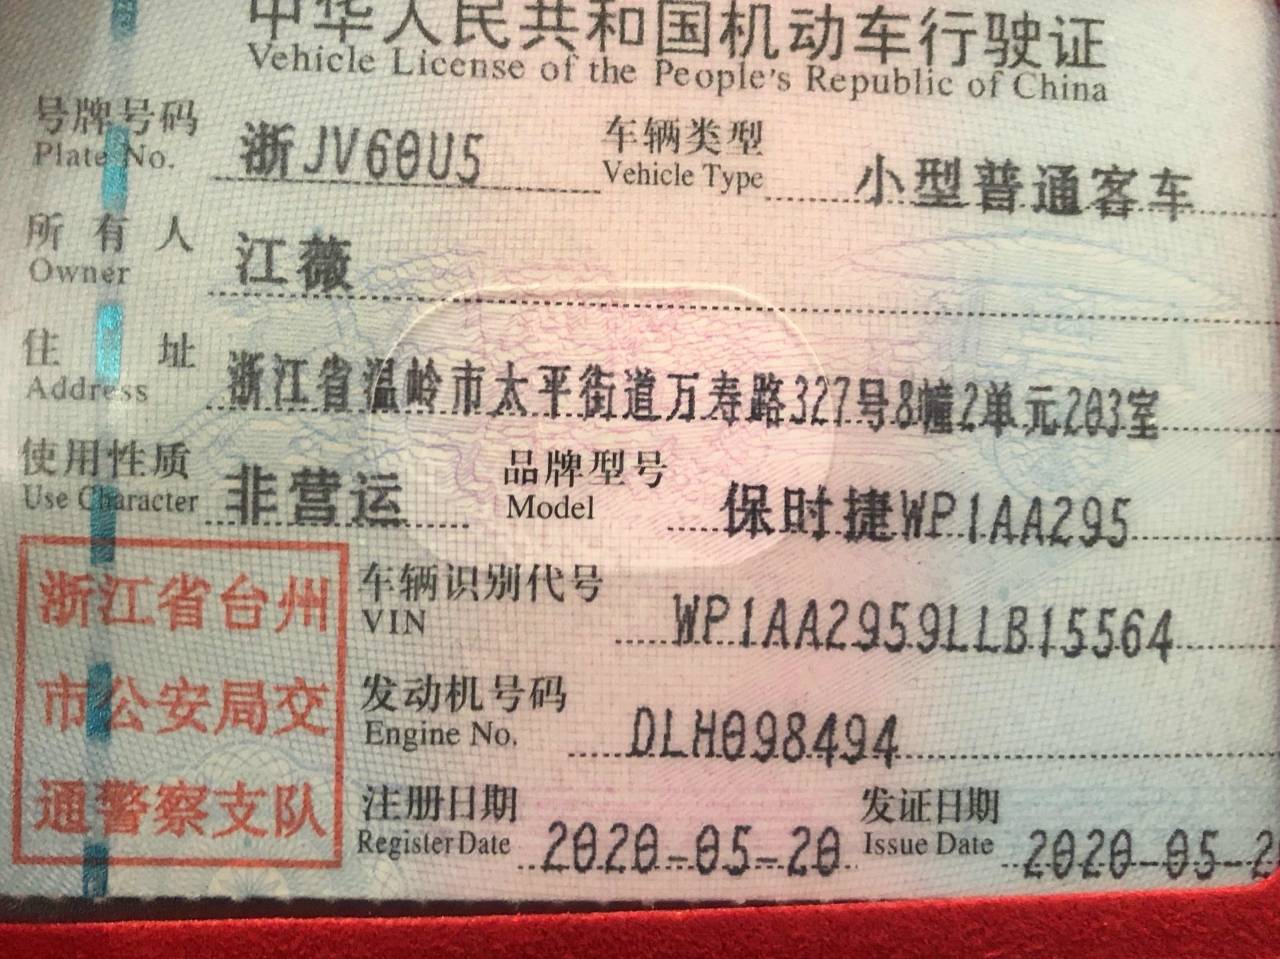 中华人民共和国机动车行驶证
Vehicle License of the People's Republic of China
号牌号码 浙JV60U5 车辆类型 小型普通客车
Plate No. Vehicle Type
所有人 江薇
Owner
住址 浙江省温岭市太平街道万寿路327号8幢2单元203室
Address
使用性质 非营运 品牌型号 保时捷WP1AA295
Use Character Model
浙江省台州
市公安局交
通警察支队
车辆识别代号 WP1AA2959LLB15564
VIN
发动机号码 DLH098494
Engine No.
注册日期 2020-05-20 发证日期 2020-05-2
Register Date Issue Date